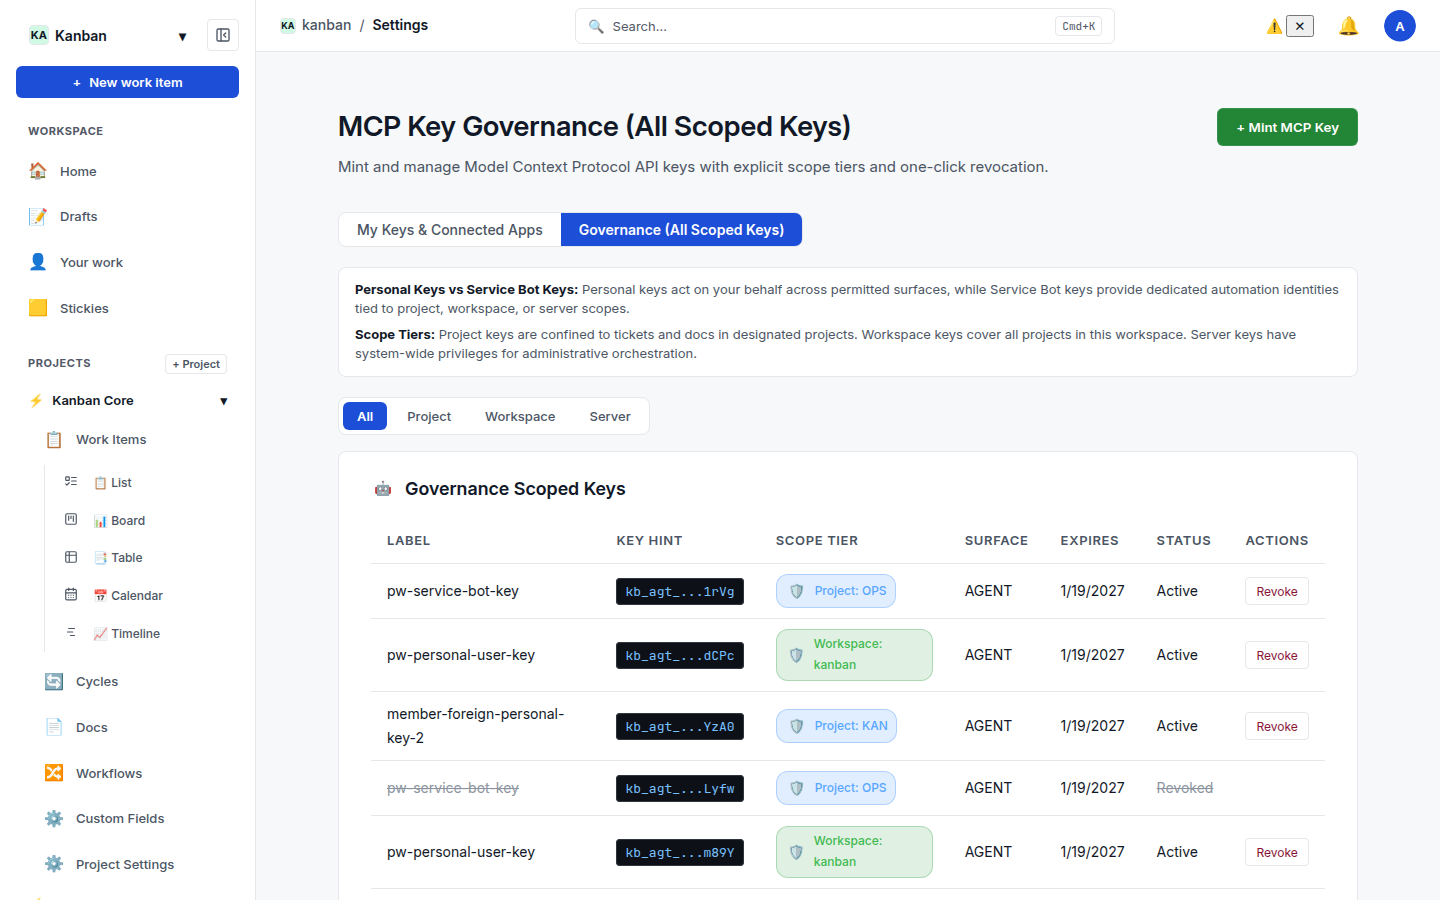 KA Kanban
+ New work item
WORKSPACE
Home
Drafts
Your work
Stickies
PROJECTS
+ Project
Kanban Core
Work Items
List
Board
Table
Calendar
Timeline
Cycles
Docs
Workflows
Custom Fields
Project Settings
KA kanban / Settings
Search...
Cmd+K
A
MCP Key Governance (All Scoped Keys)
+ Mint MCP Key
Mint and manage Model Context Protocol API keys with explicit scope tiers and one-click revocation.
My Keys & Connected Apps
Governance (All Scoped Keys)
Personal Keys vs Service Bot Keys: Personal keys act on your behalf across permitted surfaces, while Service Bot keys provide dedicated automation identities
tied to project, workspace, or server scopes.
Scope Tiers: Project keys are confined to tickets and docs in designated projects. Workspace keys cover all projects in this workspace. Server keys have
system-wide privileges for administrative orchestration.
All Project Workspace Server
Governance Scoped Keys
LABEL KEY HINT SCOPE TIER SURFACE EXPIRES STATUS ACTIONS
pw-service-bot-key kb_agt_...1rVg Project: OPS AGENT 1/19/2027 Active Revoke
pw-personal-user-key kb_agt_...dCPc Workspace: kanban AGENT 1/19/2027 Active Revoke
member-foreign-personal-
key-2 kb_agt_...YzA0 Project: KAN AGENT 1/19/2027 Active Revoke
pw-service-bot-key kb_agt_...Lyfw Project: OPS AGENT 1/19/2027 Revoked
pw-personal-user-key kb_agt_...m89Y Workspace: kanban AGENT 1/19/2027 Active Revoke